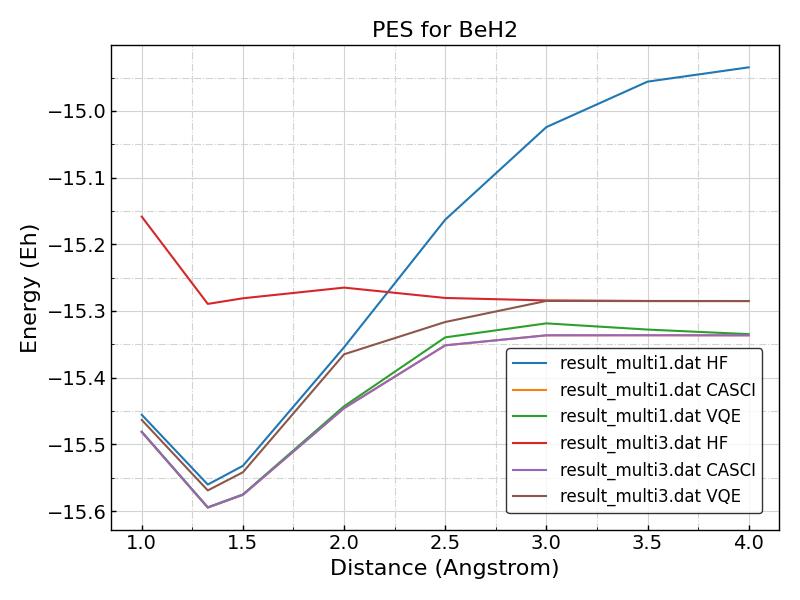 PES for BeH2
Energy (Eh)
−15.0
−15.1
−15.2
−15.3
−15.4
−15.5
−15.6
result_multi1.dat HF
result_multi1.dat CASCI
result_multi1.dat VQE
result_multi3.dat HF
result_multi3.dat CASCI
result_multi3.dat VQE
1.0 1.5 2.0 2.5 3.0 3.5 4.0
Distance (Angstrom)